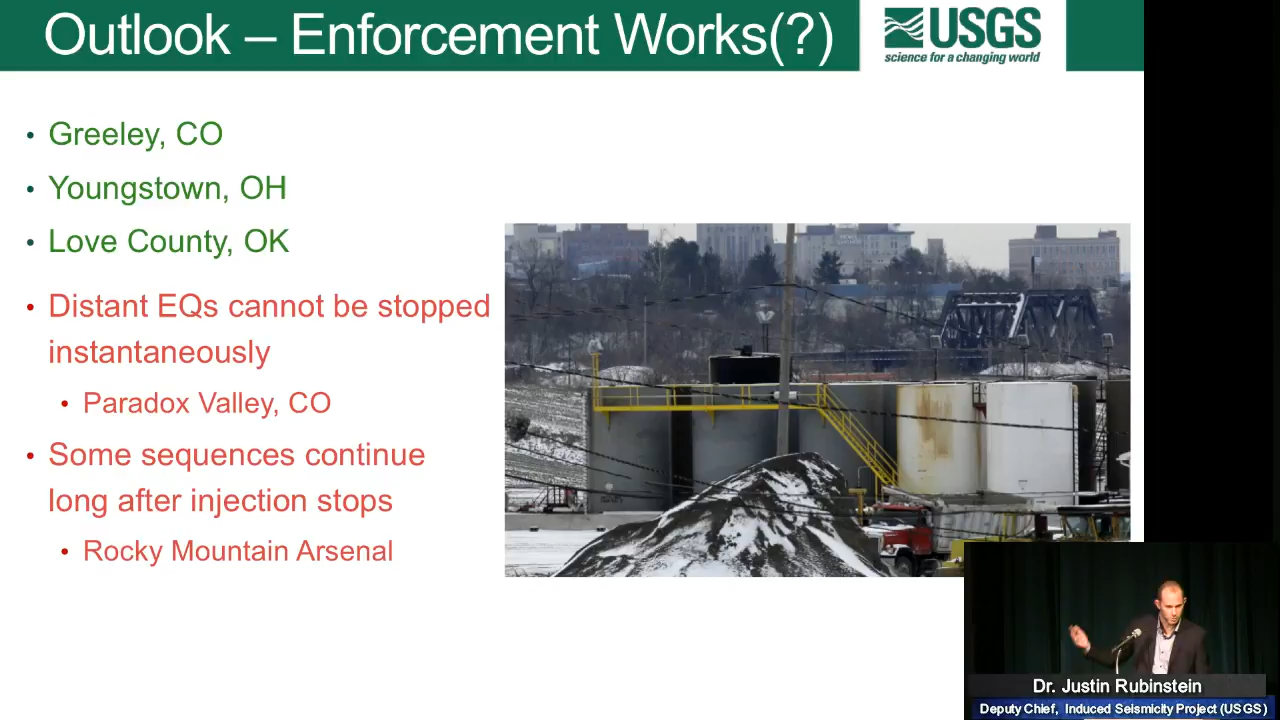 Outlook – Enforcement Works(?)
USGS
science for a changing world
• Greeley, CO
• Youngstown, OH
• Love County, OK
• Distant EQs cannot be stopped
instantaneously
• Paradox Valley, CO
• Some sequences continue
long after injection stops
• Rocky Mountain Arsenal
Dr. Justin Rubinstein
Deputy Chief, Induced Seismicity Project (USGS)